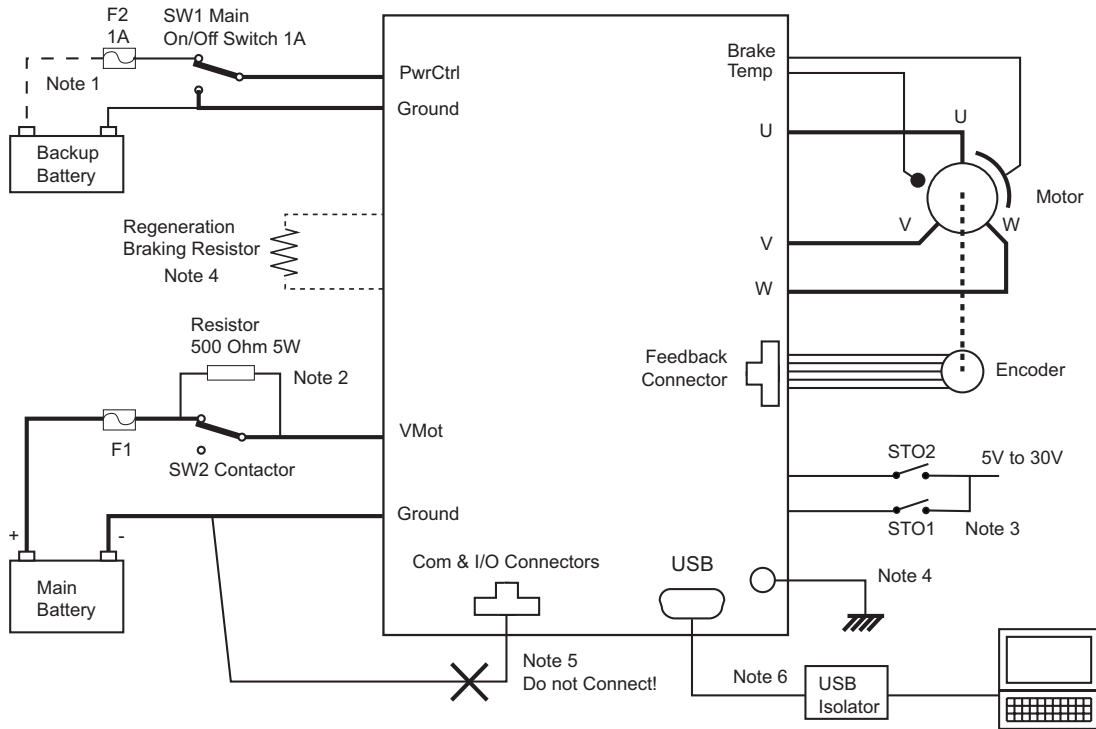 F2
1A
SW1 Main
On/Off Switch 1A
Note 1
Backup
Battery
PwrCtrl
Ground
Brake
Temp
U
U
V
W
Motor
V
W
Regeneration
Braking Resistor
Note 4
Resistor
500 Ohm 5W
Note 2
F1
SW2 Contactor
VMot
Feedback
Connector
Encoder
STO2
5V to 30V
STO1
Note 3
+
-
Main
Battery
Ground
Com & I/O Connectors
USB
Note 4
Note 5
Do not Connect!
Note 6
USB
Isolator